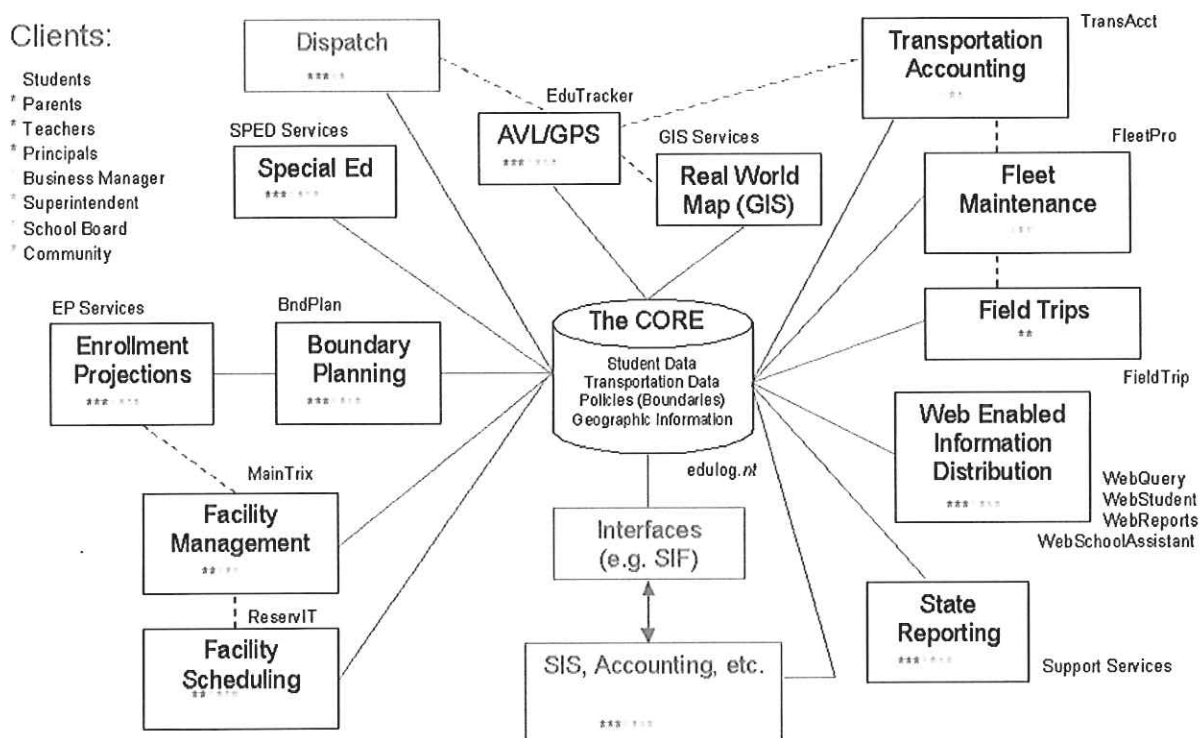 Clients:
Students
* Parents
* Teachers
* Principals
Business Manager
* Superintendent
* School Board
* Community
Dispatch
*****
EduTracker
AVL/GPS
*******
TransAcct
Transportation
Accounting
**
SPED Services
Special Ed
*******
GIS Services
Real World
Map (GIS)
FleetPro
Fleet
Maintenance
***
Field Trips
**
FieldTrip
EP Services
Enrollment
Projections
*******
BndPlan
Boundary
Planning
*******
The CORE
Student Data
Transportation Data
Policies (Boundaries)
Geographic Information
edulog.nt
Web Enabled
Information
Distribution
*******
WebQuery
WebStudent
WebReports
WebSchoolAssistant
MainTrix
Facility
Management
*****
Interfaces
(e.g. SIF)
ReservIT
Facility
Scheduling
******
SIS, Accounting, etc.
*******
State
Reporting
*******
Support Services